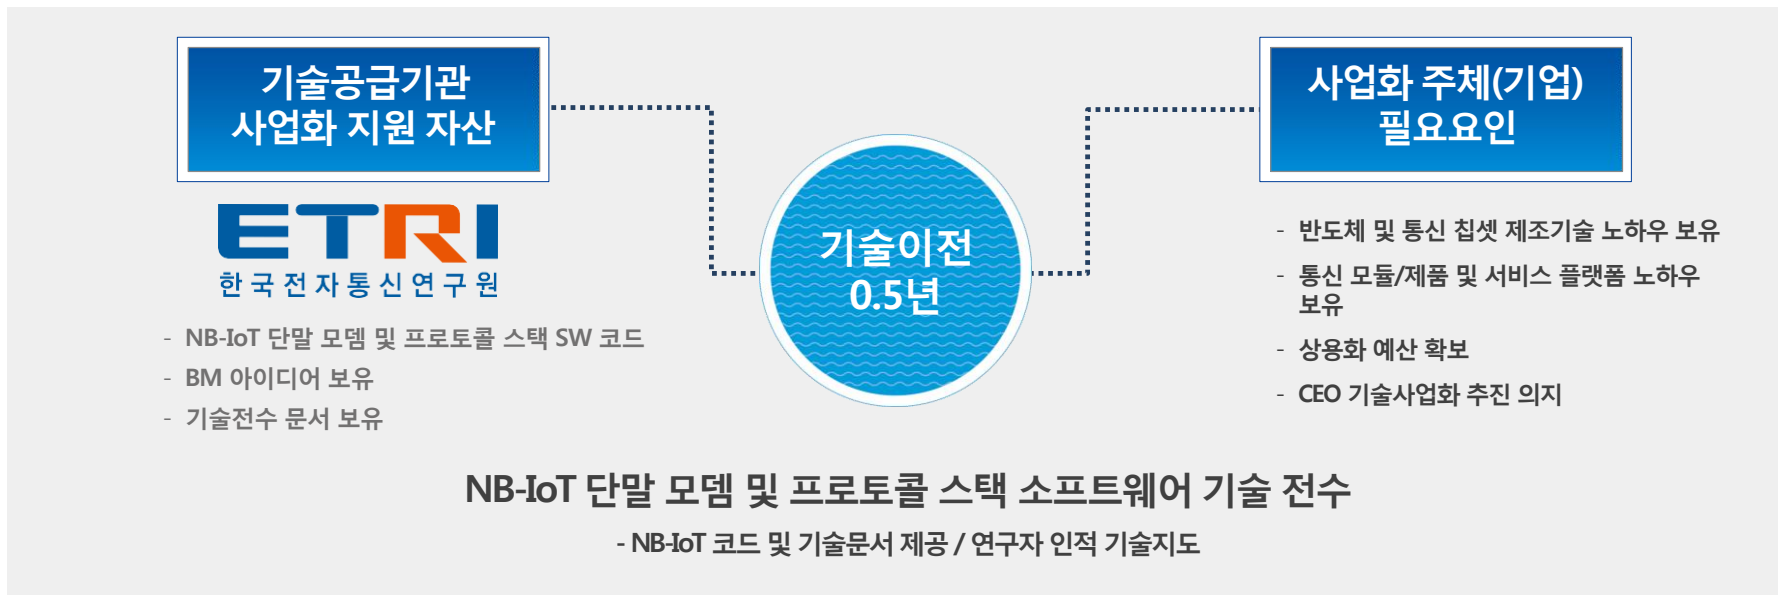 기술공급기관
사업화 지원 자산
ETRI
한국전자통신연구원
- NB-IoT 단말 모뎀 및 프로토콜 스택 SW 코드
- BM 아이디어 보유
- 기술전수 문서 보유
기술이전
0.5년
사업화 주체(기업)
필요요인
- 반도체 및 통신 칩셋 제조기술 노하우 보유
- 통신 모듈/제품 및 서비스 플랫폼 노하우
보유
- 상용화 예산 확보
- CEO 기술사업화 추진 의지
NB-IoT 단말 모뎀 및 프로토콜 스택 소프트웨어 기술 전수
- NB-IoT 코드 및 기술문서 제공 / 연구자 인적 기술지도